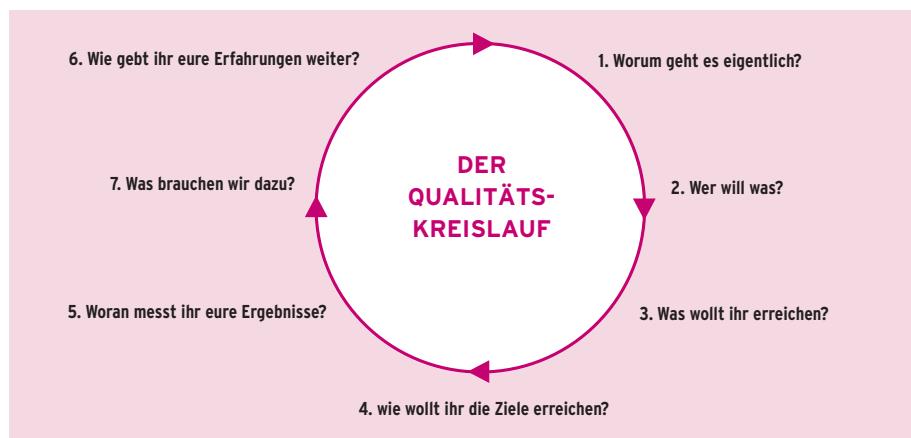 DER
QUALITÄTS-
KREISLAUF
1. Worum geht es eigentlich?
2. Wer will was?
3. Was wollt ihr erreichen?
4. wie wollt ihr die Ziele erreichen?
5. Woran messt ihr eure Ergebnisse?
7. Was brauchen wir dazu?
6. Wie gebt ihr eure Erfahrungen weiter?